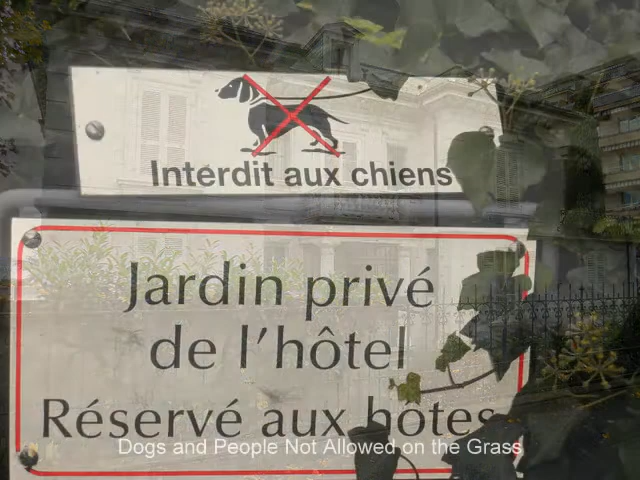 Interdit aux chiens
Jardin privé
de l'hôtel
Réservé aux hôtes
Dogs and People Not Allowed on the Grass